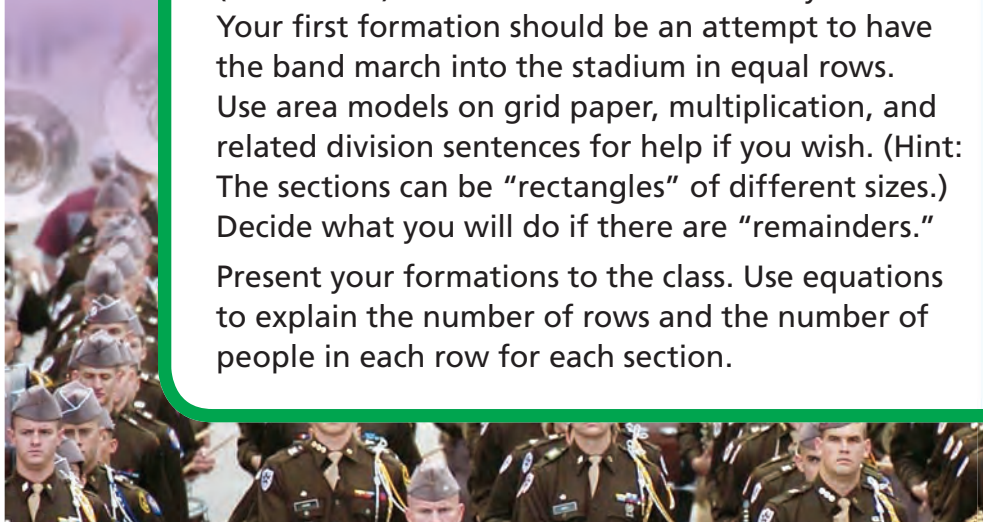 Your first formation should be an attempt to have
the band march into the stadium in equal rows.
Use area models on grid paper, multiplication, and
related division sentences for help if you wish. (Hint:
The sections can be “rectangles” of different sizes.)
Decide what you will do if there are “remainders.”
Present your formations to the class. Use equations
to explain the number of rows and the number of
people in each row for each section.